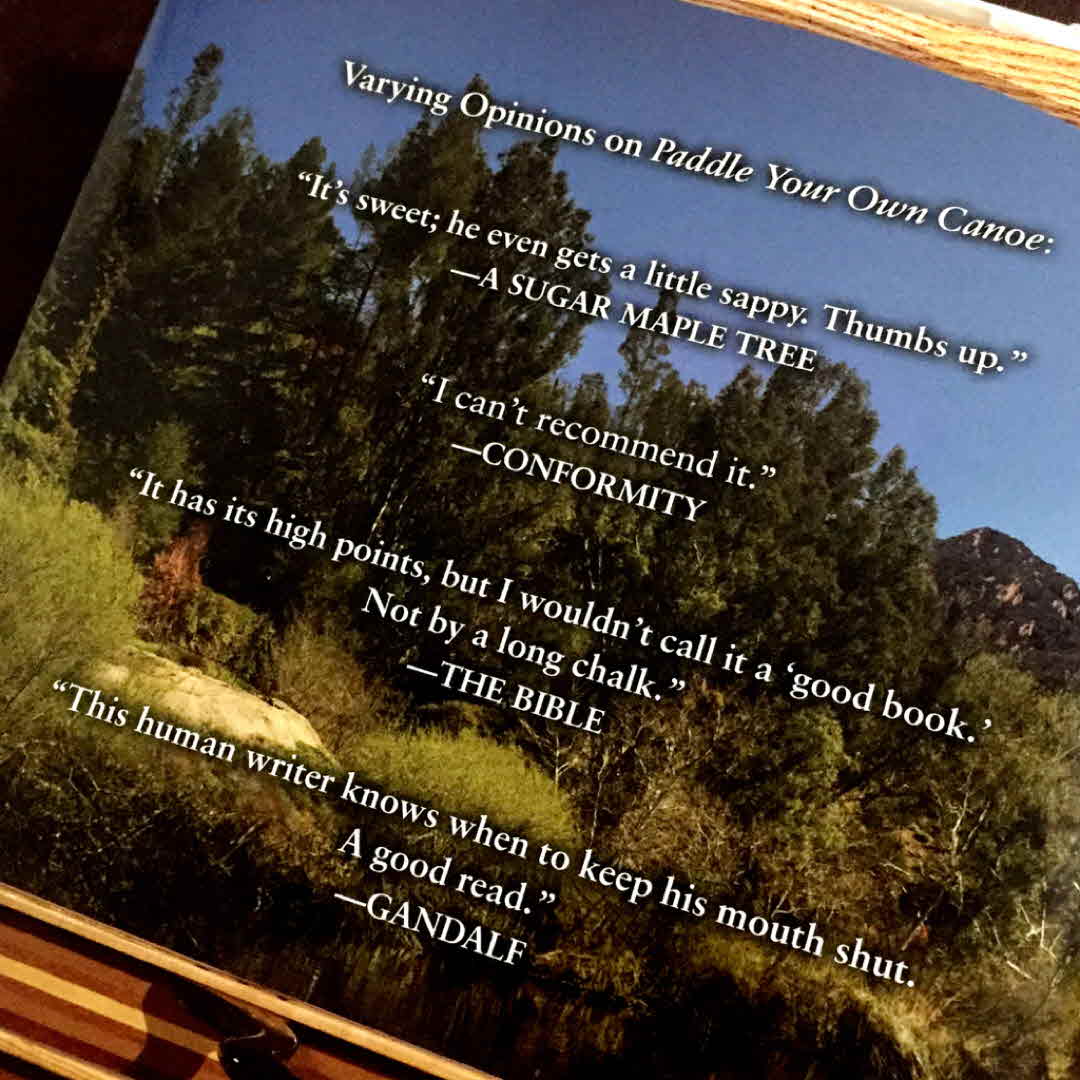 Varying Opinions on Paddle Your Own Canoe:
“It’s sweet; he even gets a little sappy. Thumbs up.”
—A SUGAR MAPLE TREE
“I can’t recommend it.”
—CONFORMITY
“It has its high points, but I wouldn’t call it a ‘good book.’
Not by a long chalk.”
—THE BIBLE
“This human writer knows when to keep his mouth shut.
A good read.”
—GANDALF